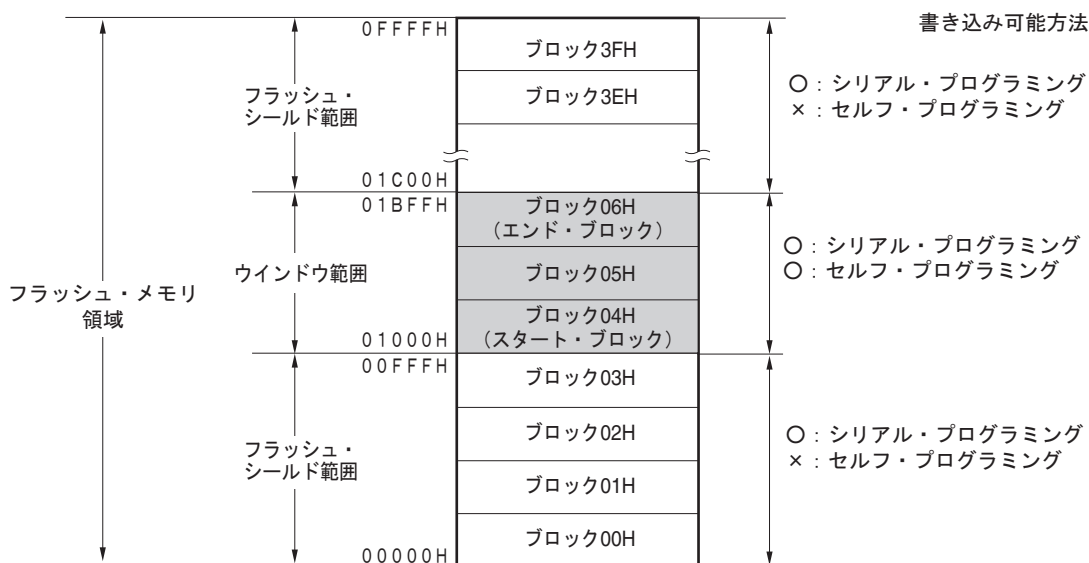 書き込み可能方法
0FFFFH
ブロック3FH
ブロック3EH
フラッシュ・
シールド範囲
○：シリアル・プログラミング
×：セルフ・プログラミング
01C00H
01BFFH
ブロック06H
（エンド・ブロック）
ブロック05H
ブロック04H
（スタート・ブロック）
ウインドウ範囲
○：シリアル・プログラミング
○：セルフ・プログラミング
フラッシュ・メモリ
領域
01000H
00FFFH
ブロック03H
ブロック02H
ブロック01H
ブロック00H
フラッシュ・
シールド範囲
○：シリアル・プログラミング
×：セルフ・プログラミング
00000H